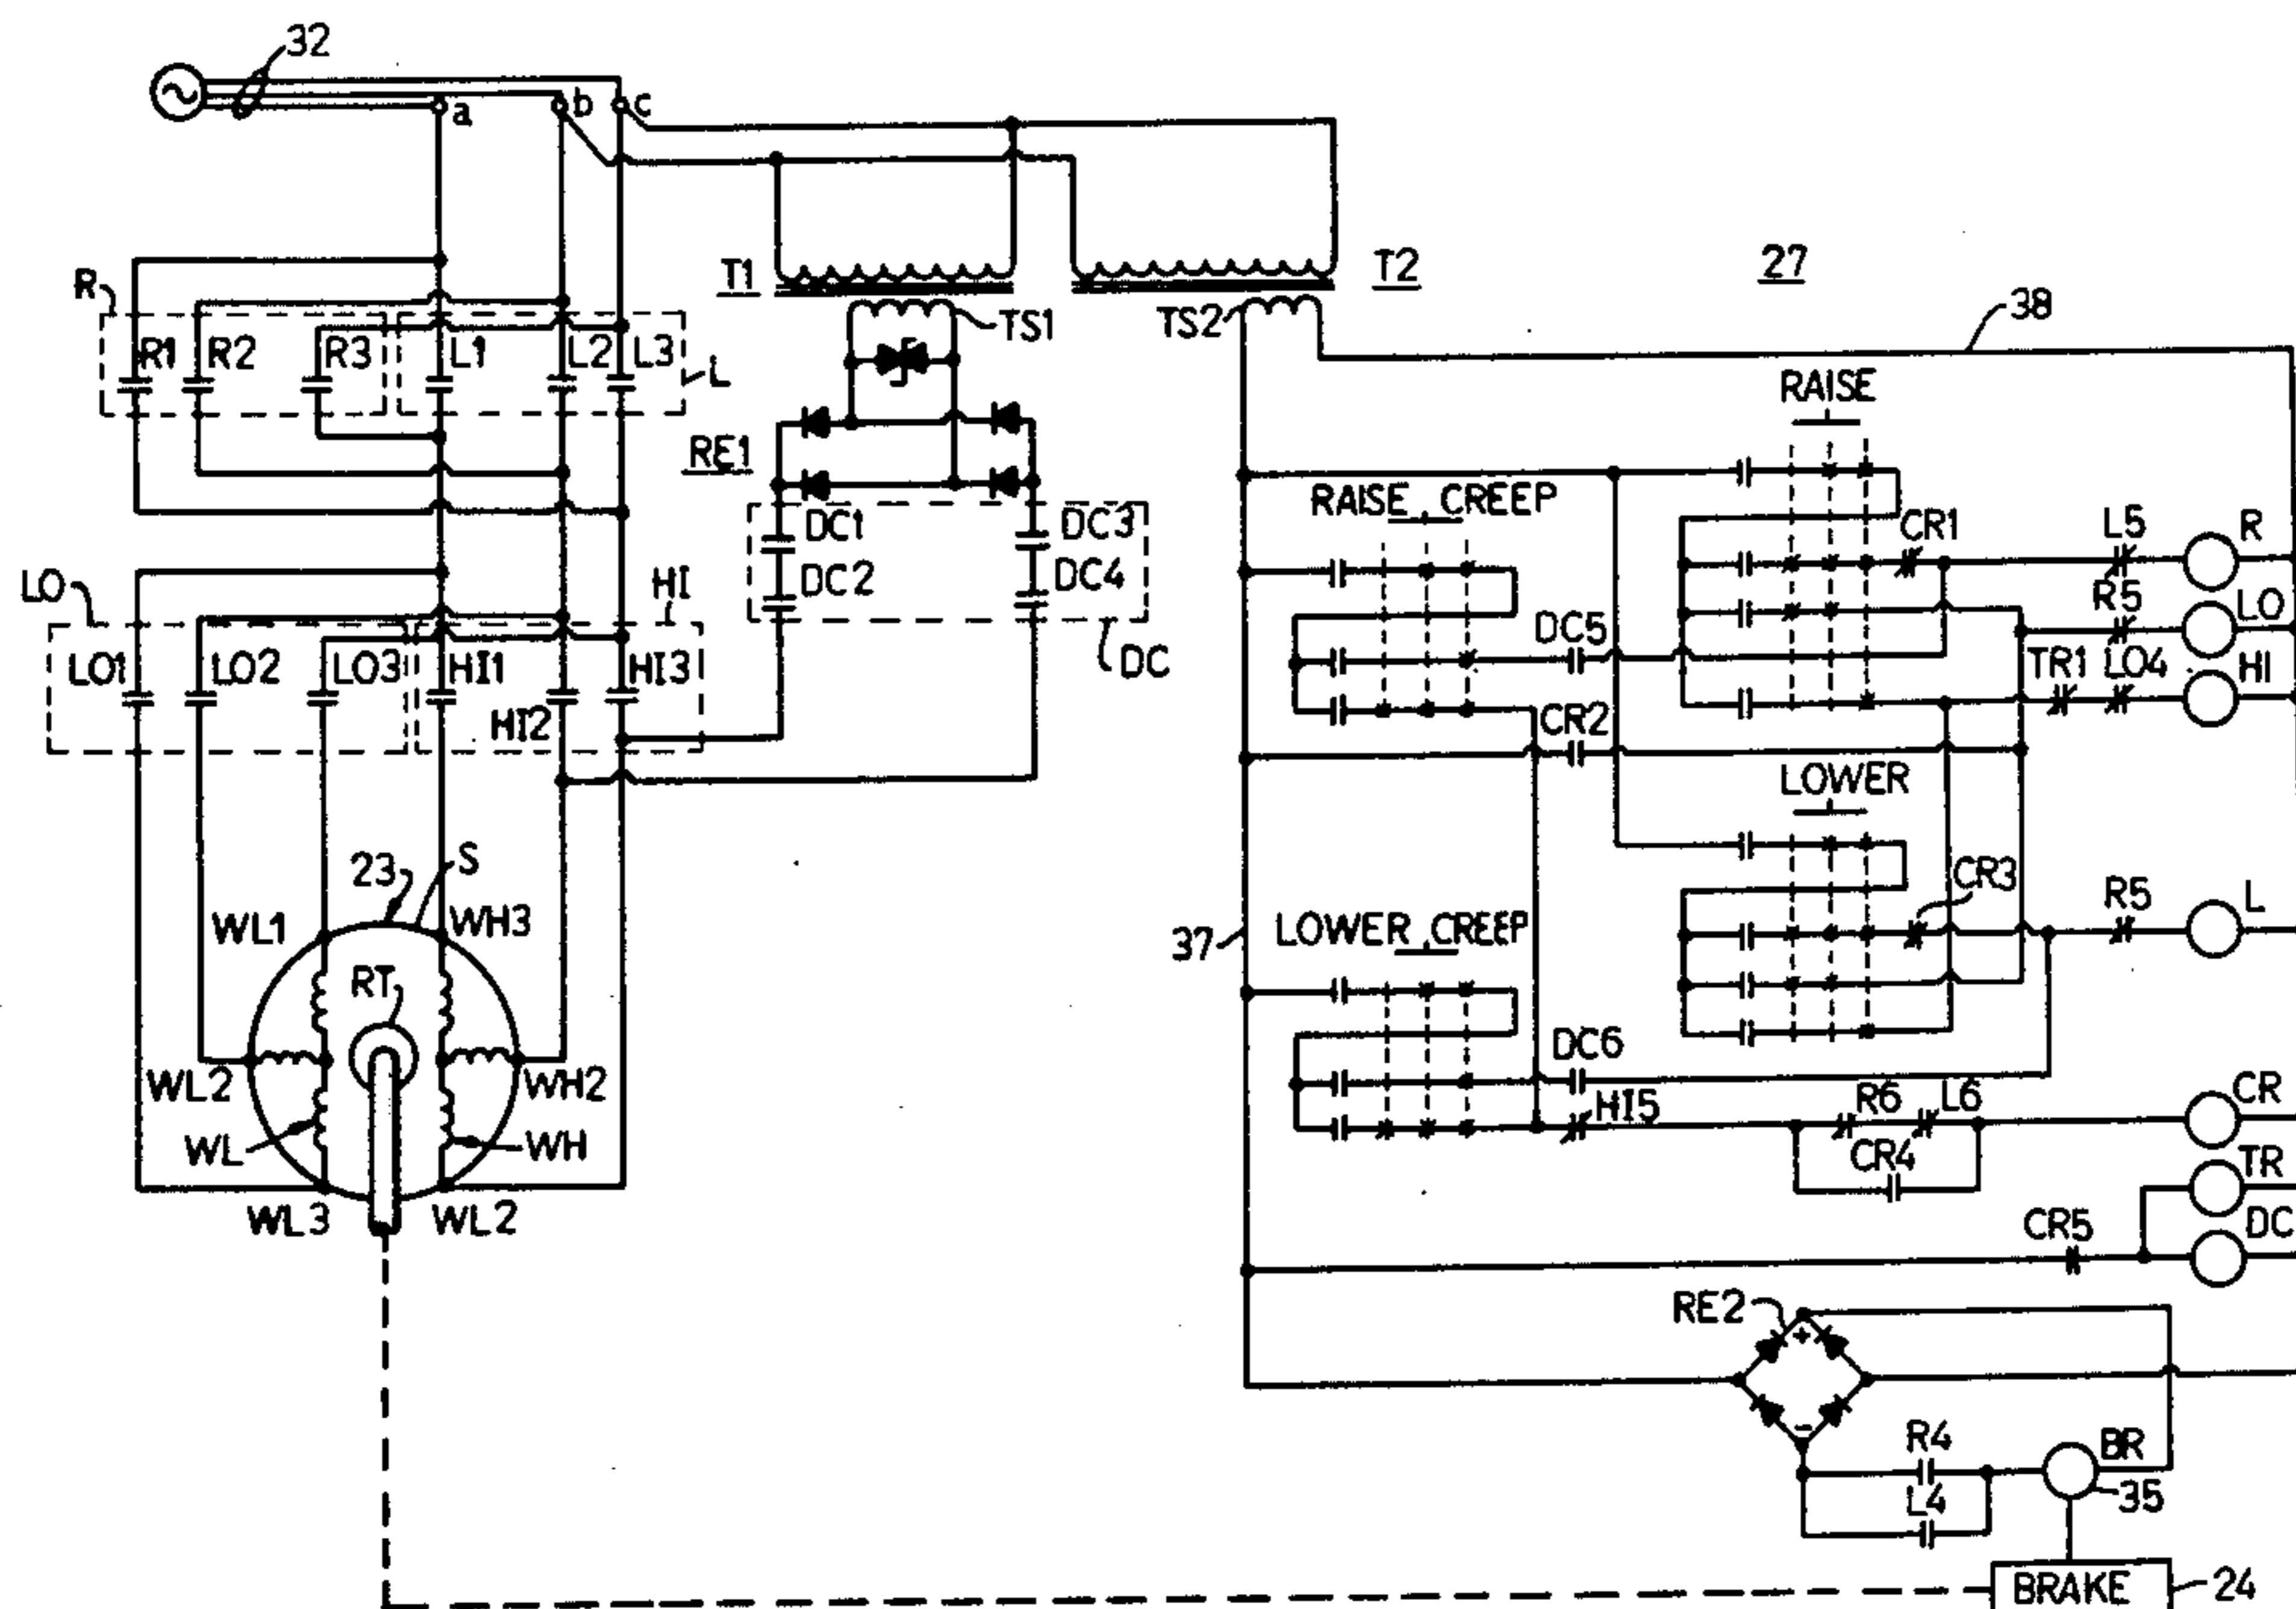 32
a
b
c
T1
T2
27
38
R
R1
R2
R3
L1
L2
L3
L
TS1
TS2
RAISE
RE1
RAISE CREEP
CR1
L5
R
DC1
DC3
DC2
DC4
DC
DC5
R5
LO
TR1
LO4
HI
LO
HI
LO1
LO2
LO3
HI1
HI3
HI2
CR2
LOWER
23
S
CR3
R5
L
WL1
WH3
37
LOWER CREEP
RT
WL2
WH2
DC6
HI5
R6
L6
CR
WL
WH
CR4
TR
WL3
WL2
CR5
DC
RE2
+
-
R4
BR
L4
35
BRAKE
24